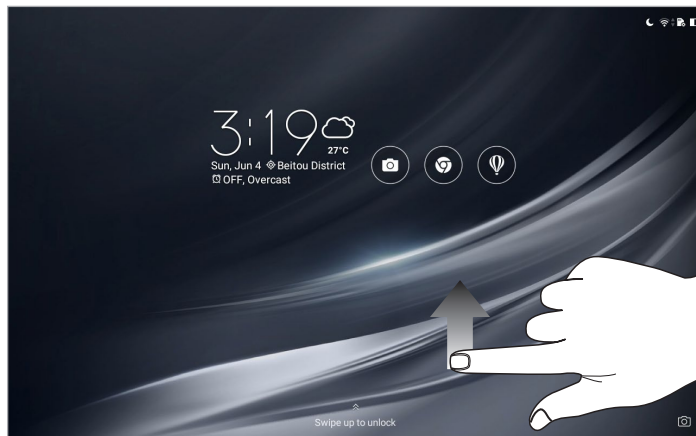 3:19
27°C
Sun, Jun 4 Beitou District
OFF, Overcast
Swipe up to unlock